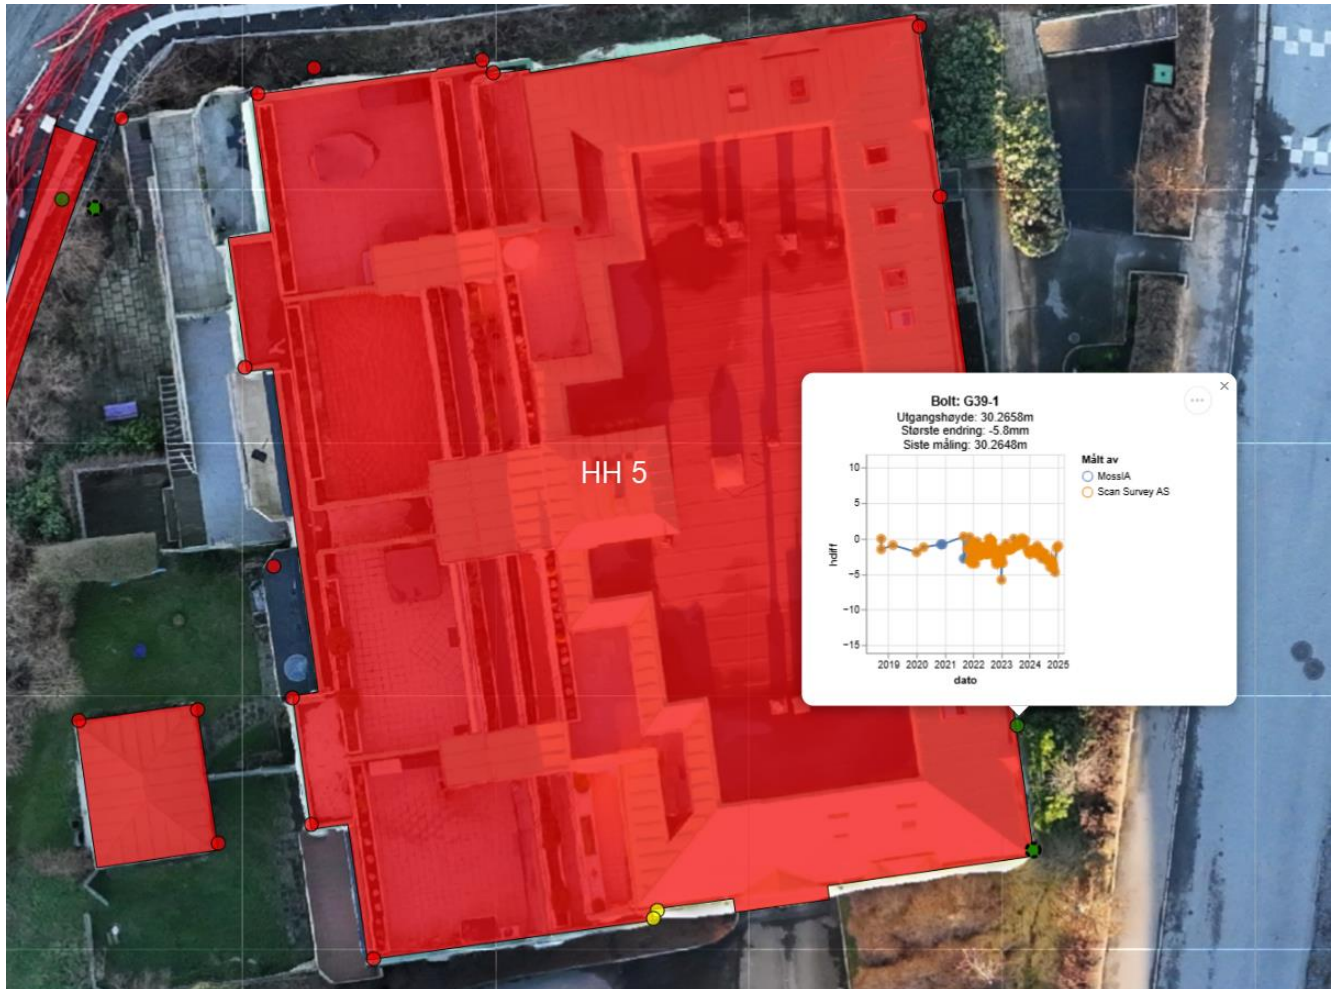 HH 5
Bolt: G39-1
Utgangshøyde: 30.2658m
Største endring: -5.8mm
Siste måling: 30.2648m
Målt av
MossIA
Scan Survey AS
10
5
0
−5
−10
−15
hdiff
2019 2020 2021 2022 2023 2024 2025
dato